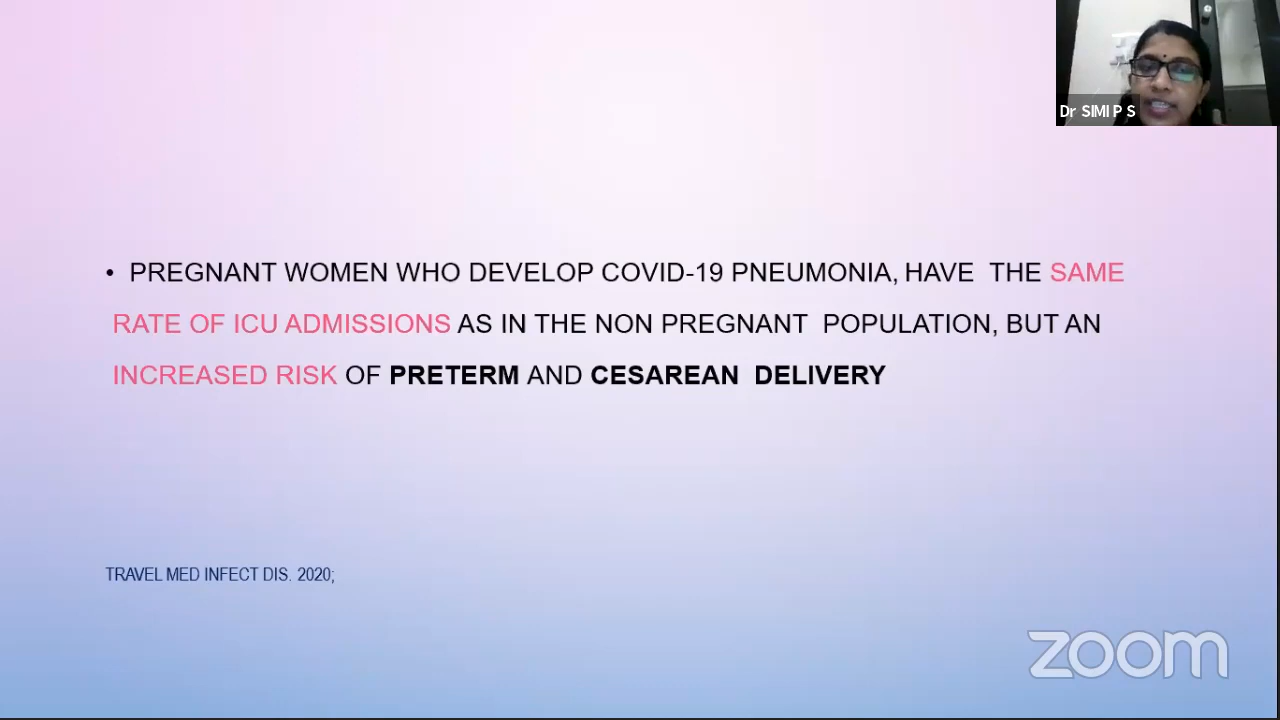 Dr SIMI P S
• PREGNANT WOMEN WHO DEVELOP COVID-19 PNEUMONIA, HAVE THE SAME
RATE OF ICU ADMISSIONS AS IN THE NON PREGNANT POPULATION, BUT AN
INCREASED RISK OF PRETERM AND CESAREAN DELIVERY
TRAVEL MED INFECT DIS. 2020;
zoom